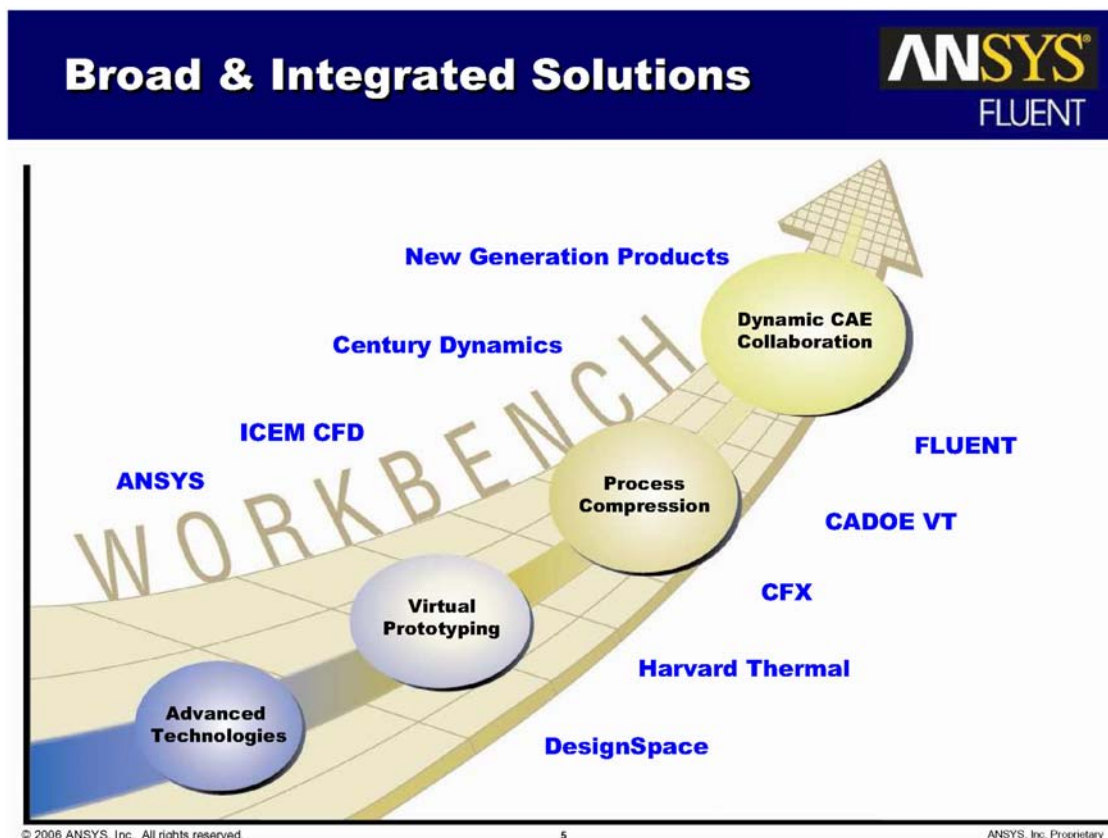 Broad & Integrated Solutions
ANSYS®
FLUENT
New Generation Products
Dynamic CAE
Collaboration
Century Dynamics
WORKBENCH
ICEM CFD
FLUENT
ANSYS
Process
Compression
CADOE VT
CFX
Virtual
Prototyping
Harvard Thermal
Advanced
Technologies
DesignSpace
© 2006 ANSYS, Inc. All rights reserved.
5
ANSYS, Inc. Proprietary